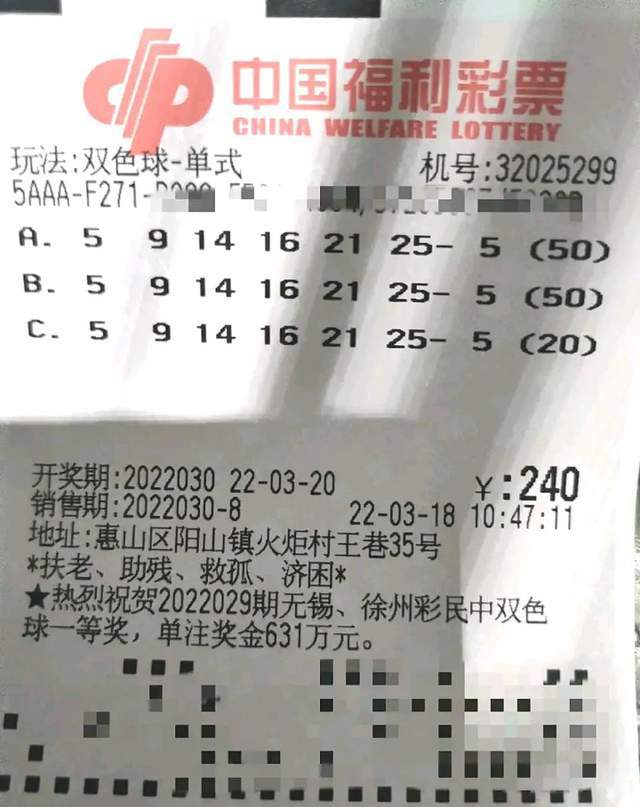 中国福利彩票
CHINA WELFARE LOTTERY
玩法:双色球-单式 机号:32025299
5AAA-F271-
A. 5 9 14 16 21 25- 5 (50)
B. 5 9 14 16 21 25- 5 (50)
C. 5 9 14 16 21 25- 5 (20)
开奖期:2022030 22-03-20 ¥:240
销售期:2022030-8 22-03-18 10:47:11
地址:惠山区阳山镇火炬村王巷35号
*扶老、助残、救孤、济困*
★热烈祝贺2022029期无锡、徐州彩民中双色
球一等奖，单注奖金631万元。